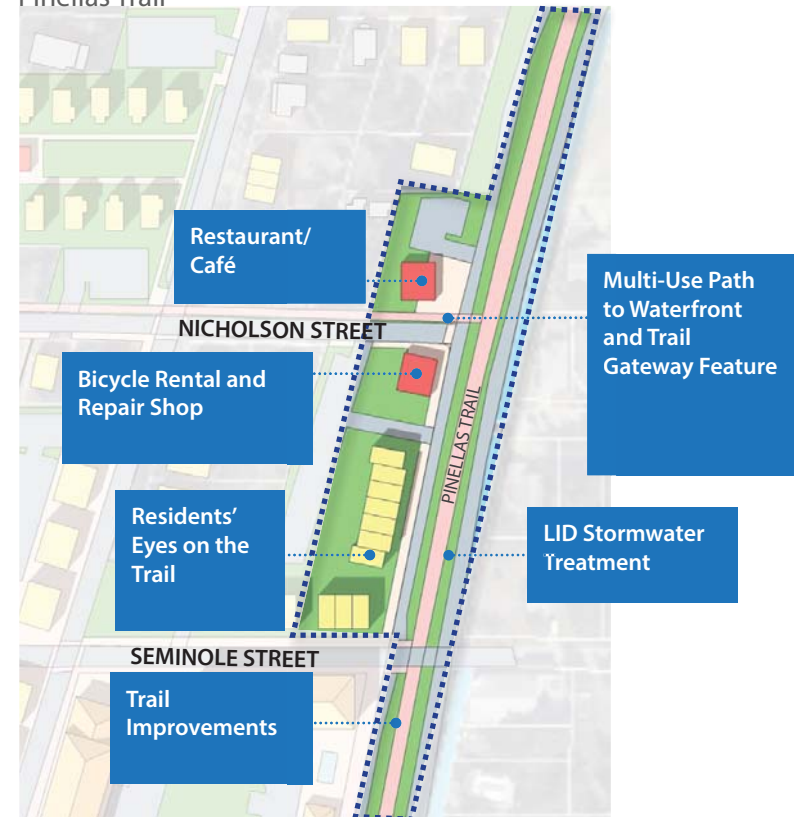 Pinellas Trail
Restaurant/
Café
NICHOLSON STREET
Multi-Use Path
to Waterfront
and Trail
Gateway Feature
Bicycle Rental and
Repair Shop
PINELLAS TRAIL
Residents’
Eyes on the
Trail
LID Stormwater
Treatment
SEMINOLE STREET
Trail
Improvements